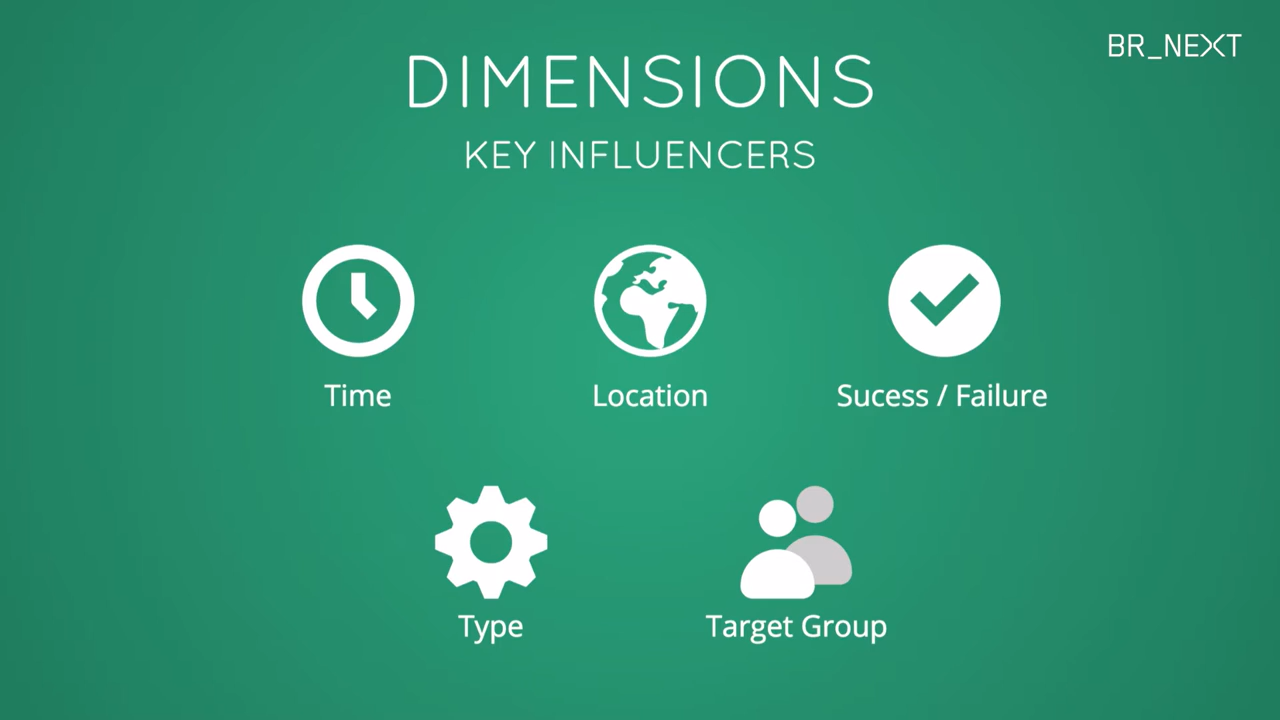 BR_NEXT
DIMENSIONS
KEY INFLUENCERS
Time
Location
Sucess / Failure
Type
Target Group